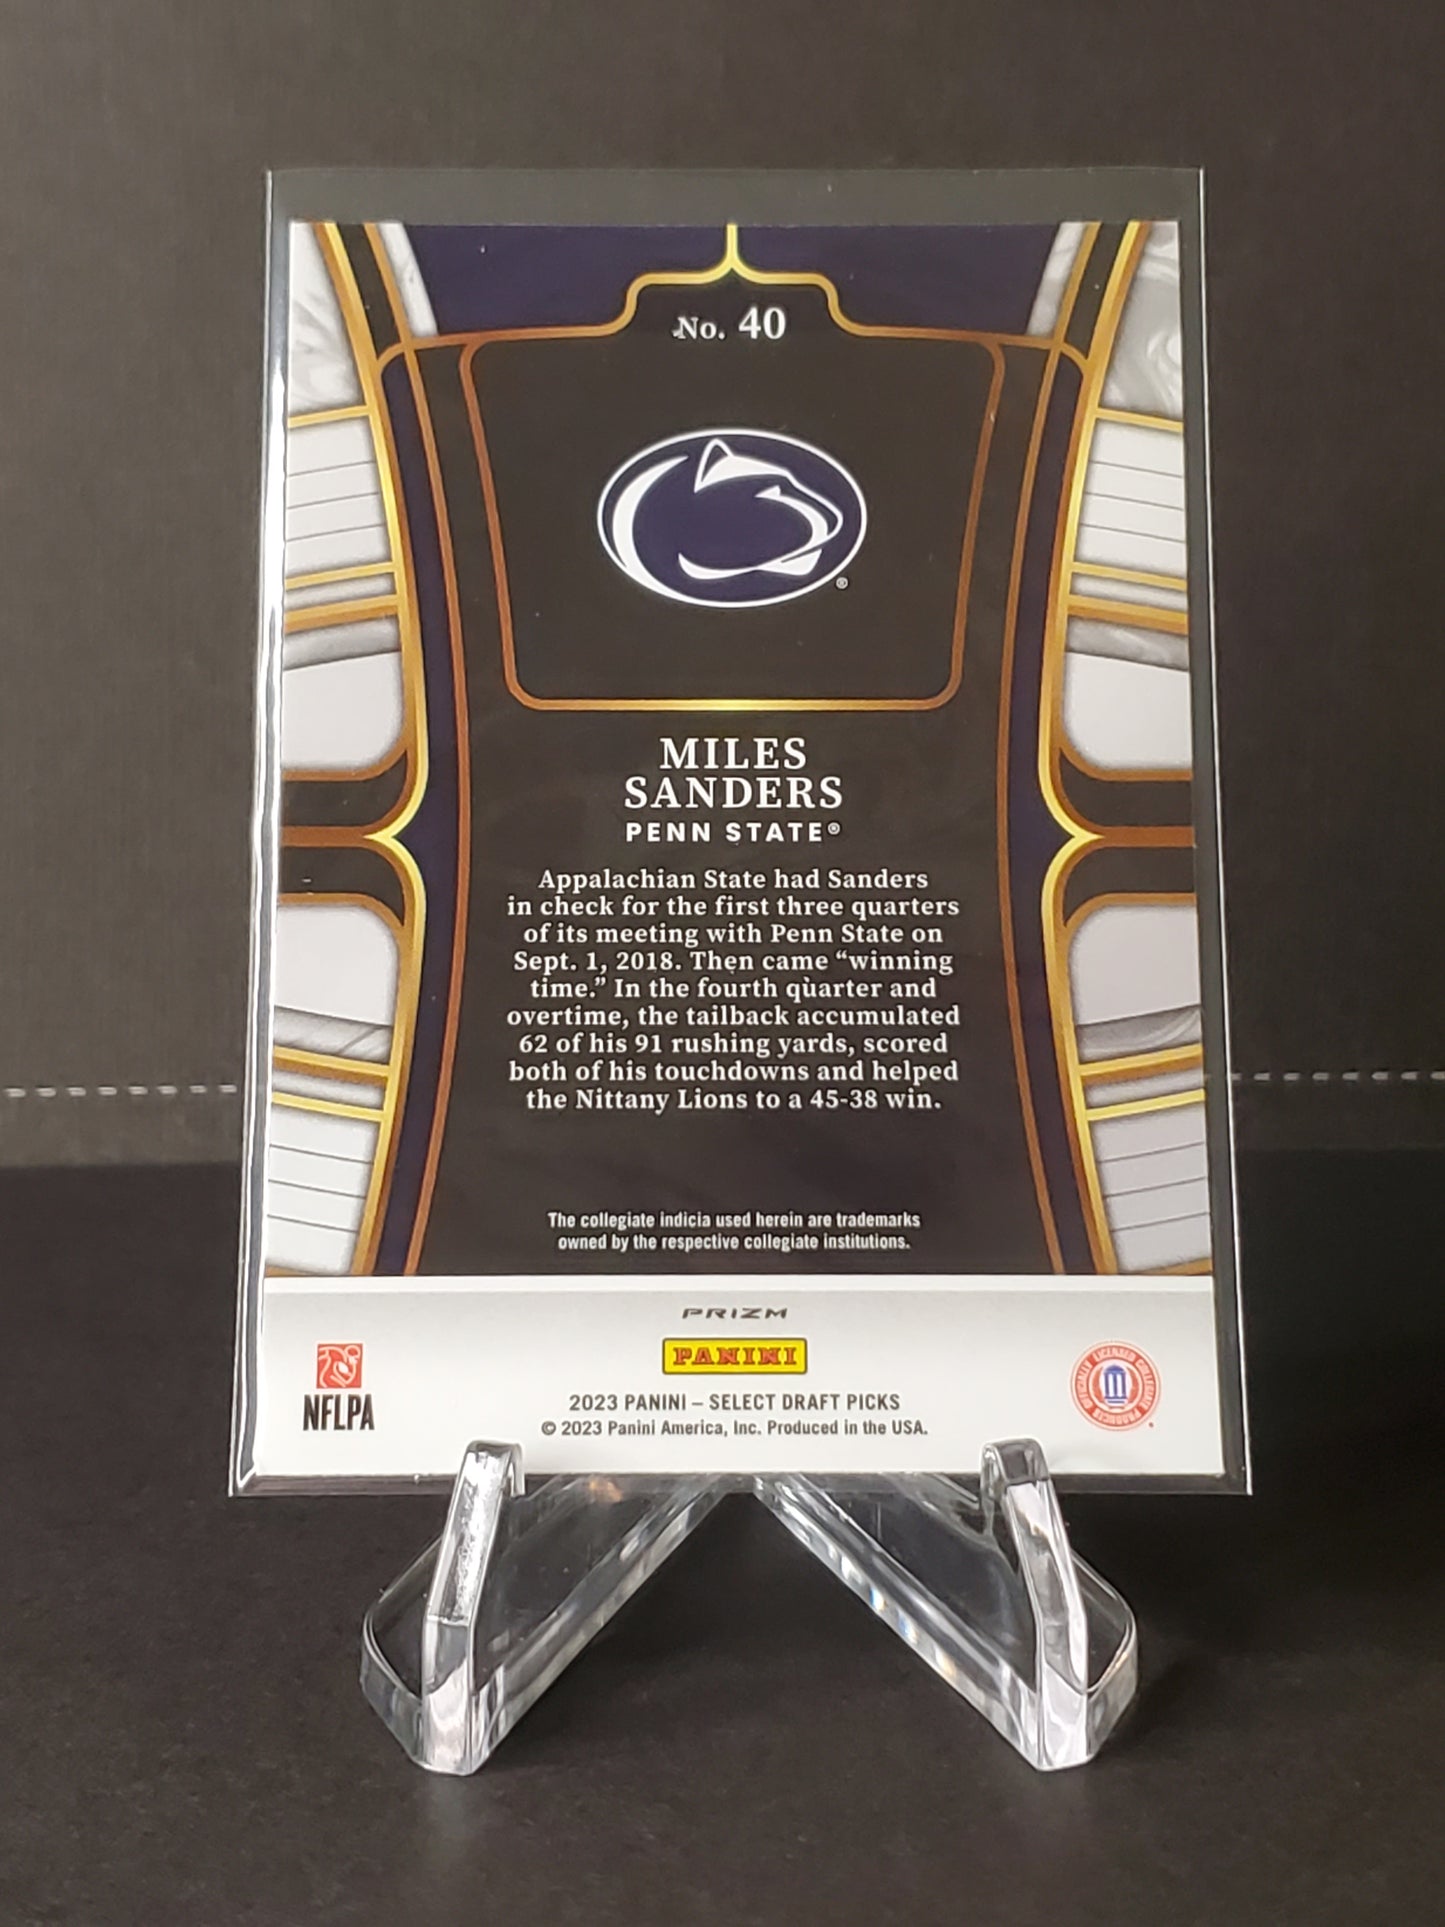 No. 40
®
MILES
SANDERS
PENN STATE®
Appalachian State had Sanders
in check for the first three quarters
of its meeting with Penn State on
Sept. 1, 2018. Then came “winning
time.” In the fourth quarter and
overtime, the tailback accumulated
62 of his 91 rushing yards, scored
both of his touchdowns and helped
the Nittany Lions to a 45-38 win.
The collegiate indicia used herein are trademarks
owned by the respective collegiate institutions.
PRIZM
PANINI
NFLPA
OFFICIALLY LICENSED COLLEGIATE PRODUCTS
2023 PANINI – SELECT DRAFT PICKS
© 2023 Panini America, Inc. Produced in the USA.